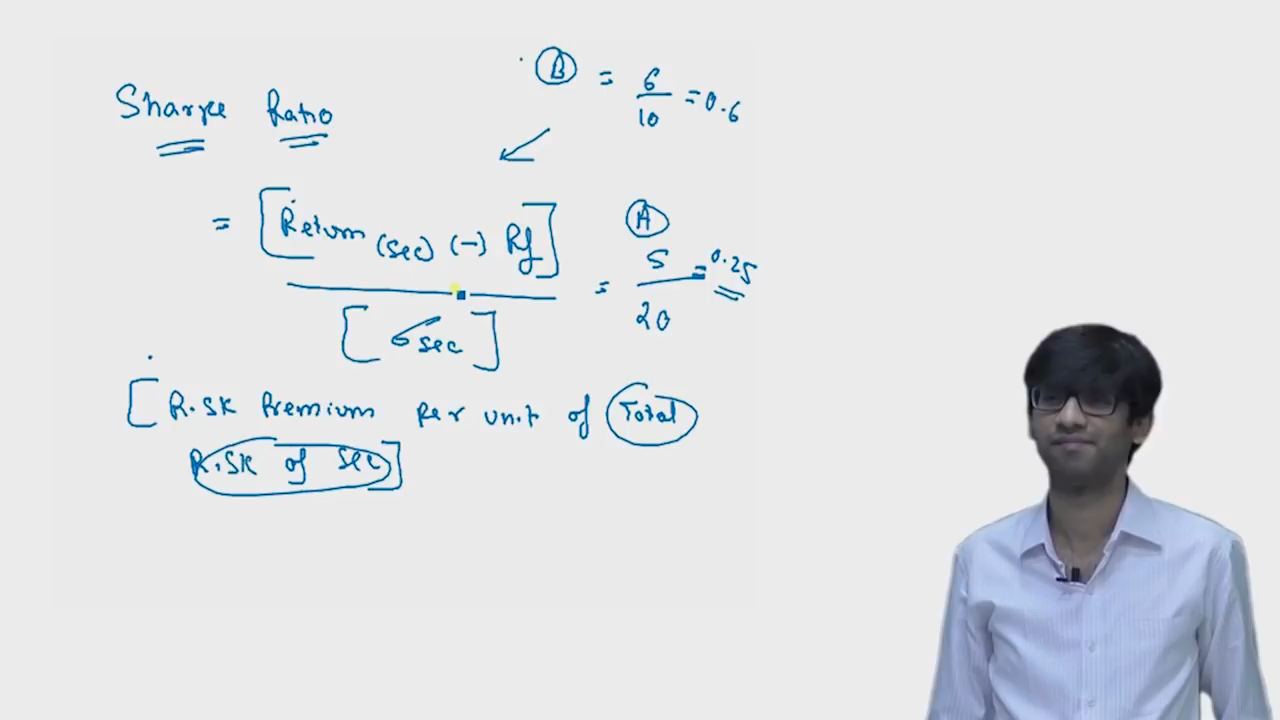 B = 6/10 = 0.6
Sharpe Ratio
= [Return (sec) (-) Rf] / [σ sec] = A 5/20 = 0.25
[Risk Premium per unit of Total
Risk of sec]